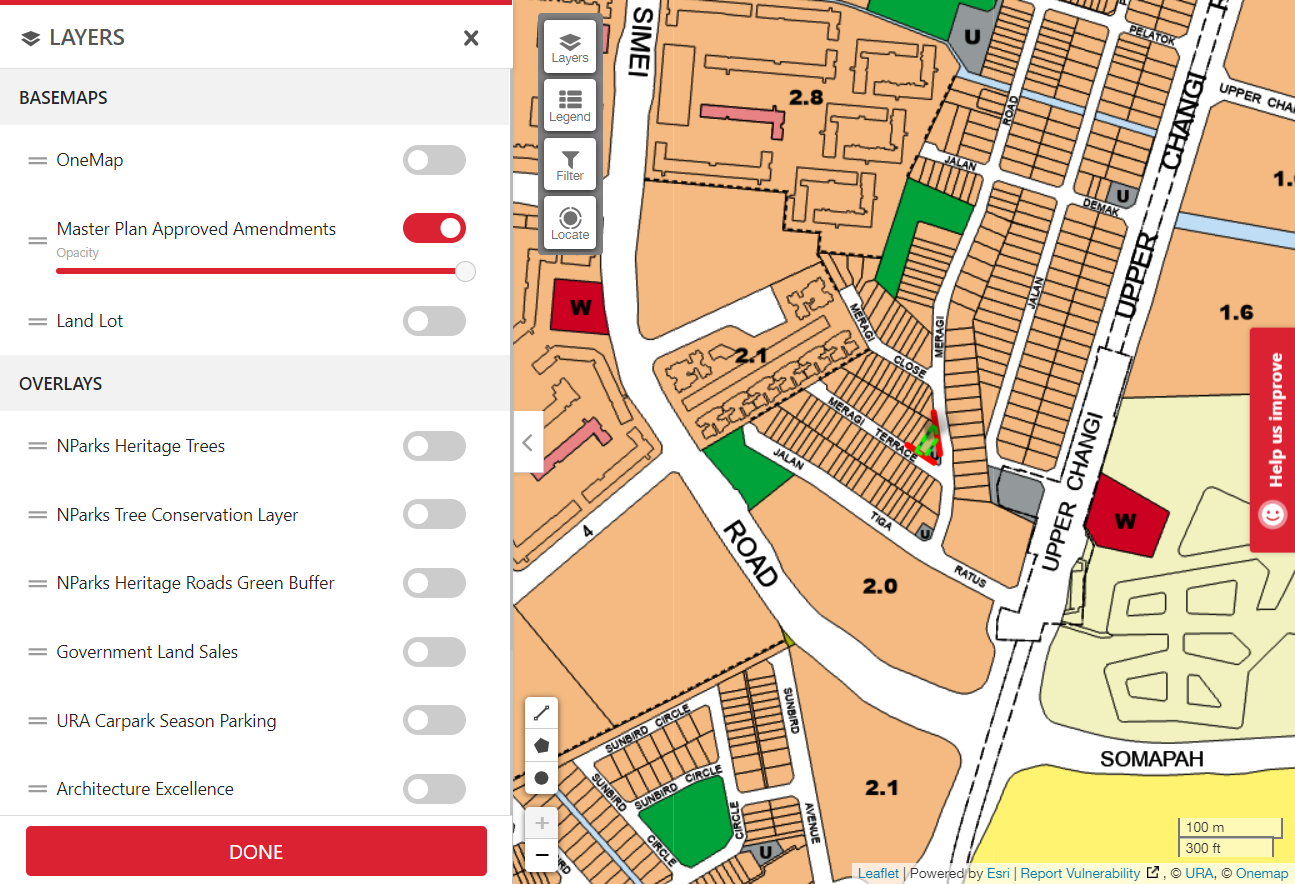 LAYERS
BASEMAPS
OneMap
Master Plan Approved Amendments
Opacity
Land Lot
OVERLAYS
NParks Heritage Trees
NParks Tree Conservation Layer
NParks Heritage Roads Green Buffer
Government Land Sales
URA Carpark Season Parking
Architecture Excellence
DONE
Layers
Legend
Filter
Locate
SIMEI
U
PELATOK
2.8
ROAD
UPPER CHANGI
UPPER CHA
JALAN
U
DEMAK
1.6
W
MERAGI
CLOSE
MERAGI
JALAN
2.1
MERAGI TERRACE
U
JALAN
TIGA
U
RATUS
UPPER CHANGI
W
4
ROAD
2.0
SUNBIRD CIRCLE
SUNBIRD
SUNBIRD CIRCLE
SUNBIRD
CIRCLE
CIRCLE
AVENUE
U
2.1
SOMAPAH
Help us improve
100 m
300 ft
Leaflet | Powered by Esri | Report Vulnerability , © URA, © Onemap